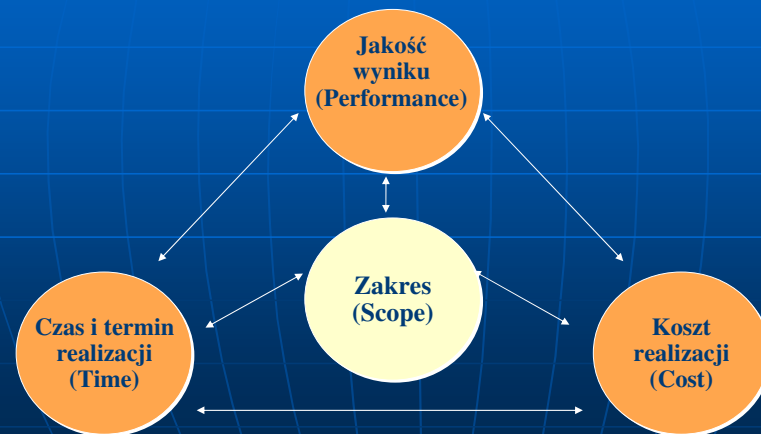 Jakość
wyniku
(Performance)
Zakres
(Scope)
Czas i termin
realizacji
(Time)
Koszt
realizacji
(Cost)